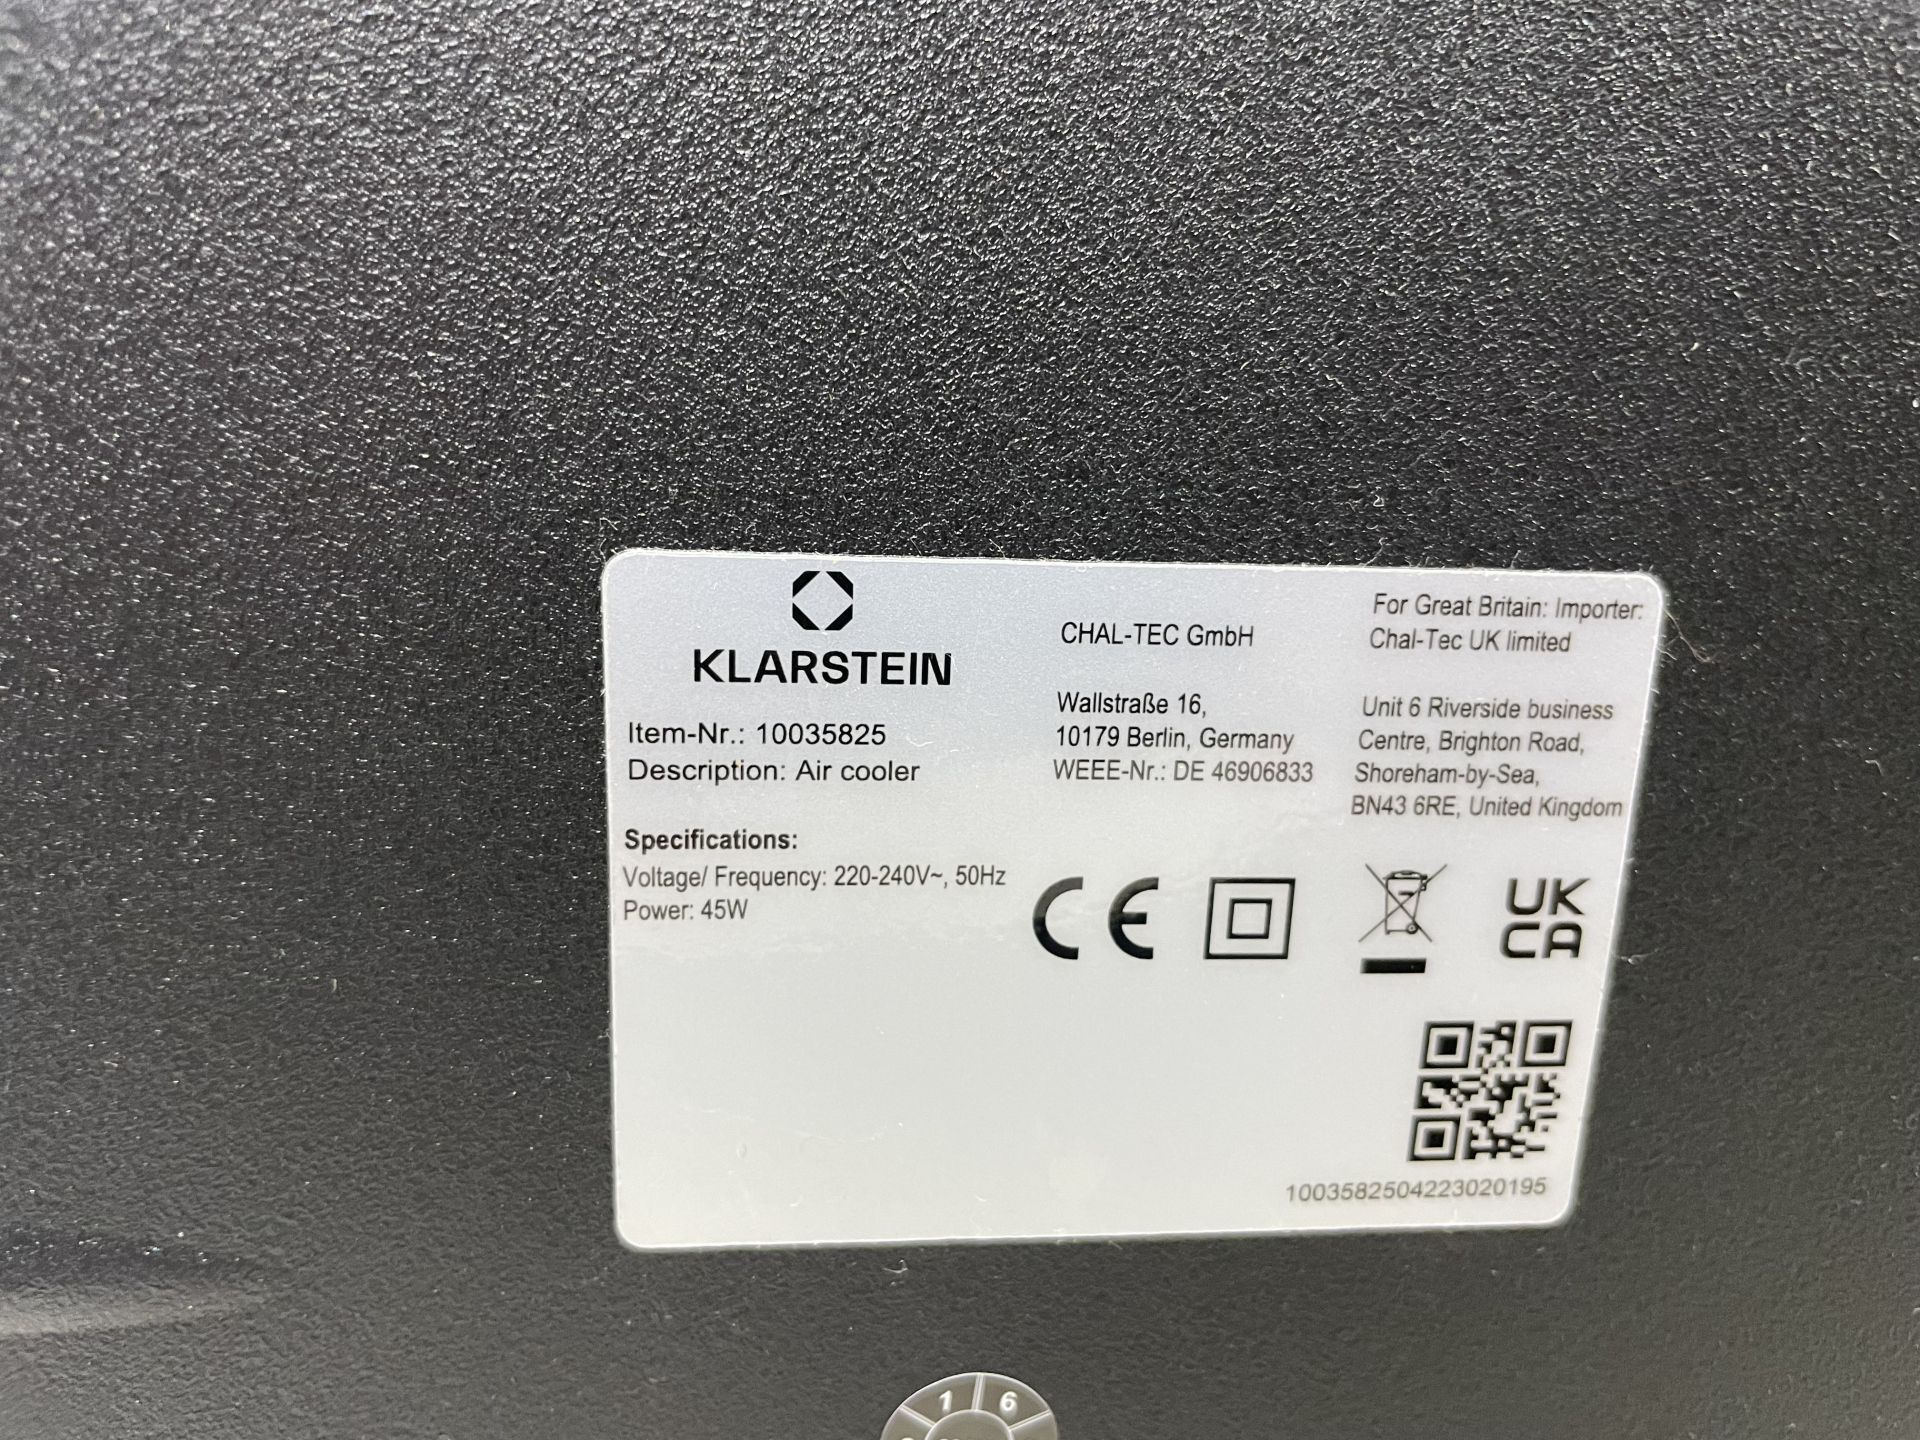 KLARSTEIN
Item-Nr.: 10035825
Description: Air cooler
Specifications:
Voltage/ Frequency: 220-240V~, 50Hz
Power: 45W
CHAL-TEC GmbH
Wallstraße 16,
10179 Berlin, Germany
WEEE-Nr.: DE 46906833
For Great Britain: Importer:
Chal-Tec UK limited
Unit 6 Riverside business
Centre, Brighton Road,
Shoreham-by-Sea,
BN43 6RE, United Kingdom
CE
UK
CA
1003582504223020195
1 6